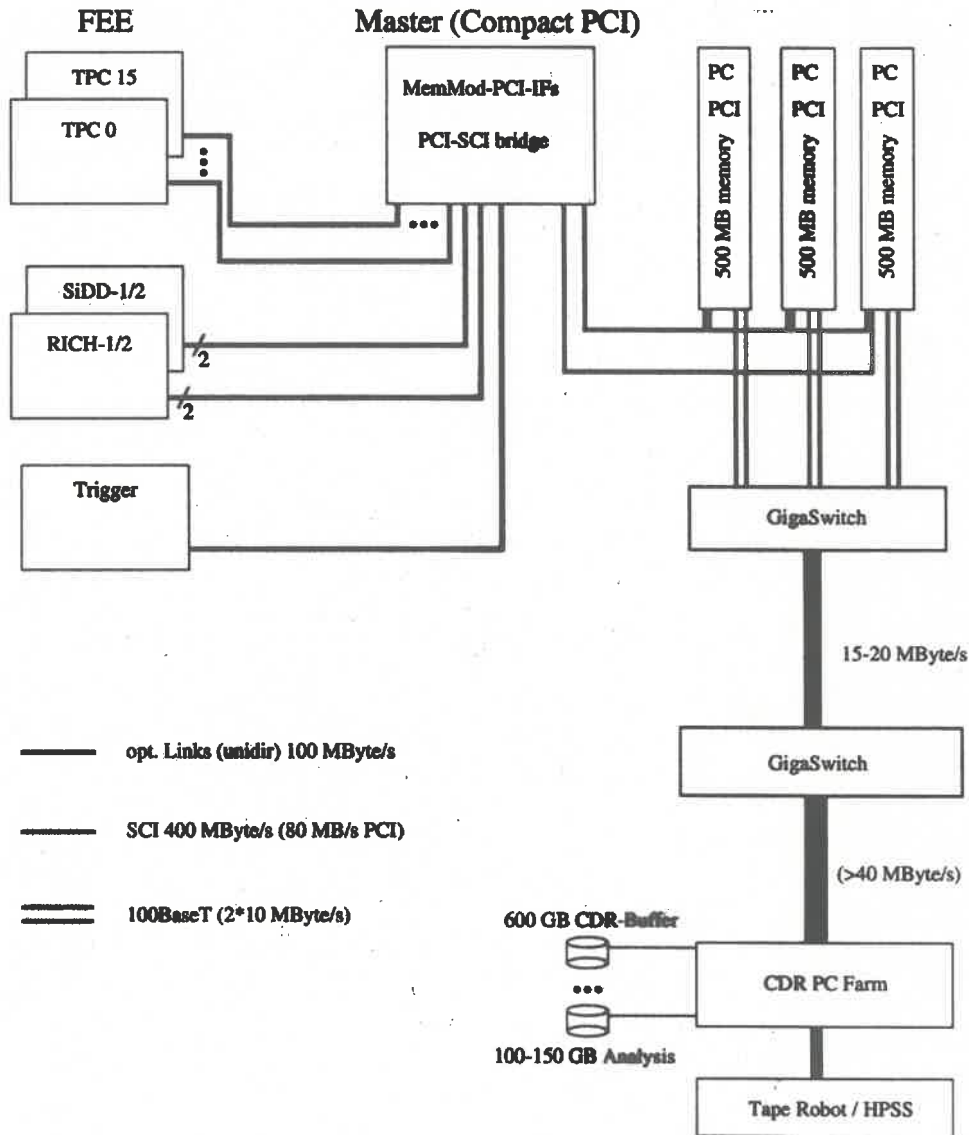 FEE
Master (Compact PCI)
TPC 15
TPC 0
MemMod-PCI-IFs
PCI-SCI bridge
PC
PCI
500 MB memory
PC
PCI
500 MB memory
PC
PCI
500 MB memory
SiDD-1/2
RICH-1/2
2
2
Trigger
GigaSwitch
15-20 MByte/s
opt. Links (unidir) 100 MByte/s
GigaSwitch
SCI 400 MByte/s (80 MB/s PCI)
(>40 MByte/s)
100BaseT (2*10 MByte/s)
600 GB CDR-Buffer
CDR PC Farm
100-150 GB Analysis
Tape Robot / HPSS